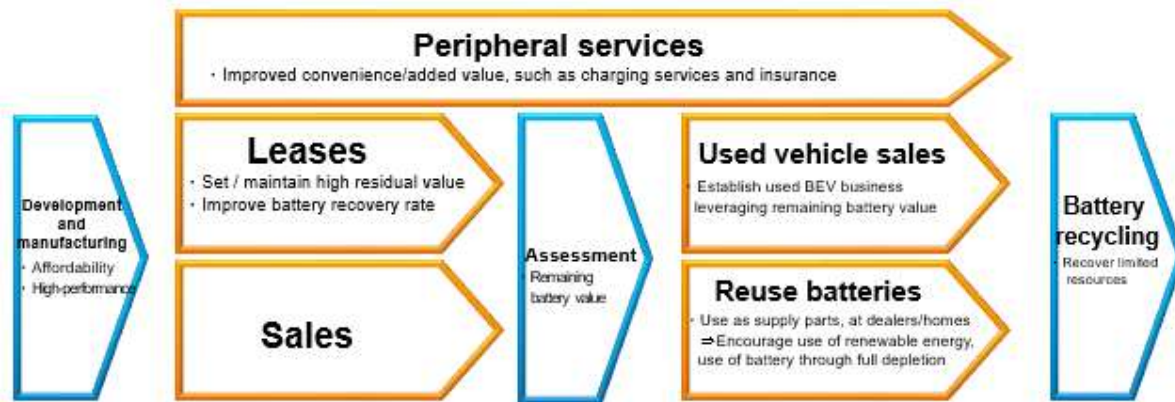 Peripheral services
・Improved convenience/added value, such as charging services and insurance
Development
and
manufacturing
・Affordability
・High-performance
Leases
・Set / maintain high residual value
・Improve battery recovery rate
Sales
Assessment
・Remaining
battery value
Used vehicle sales
・Establish used BEV business
leveraging remaining battery value
Reuse batteries
・Use as supply parts, at dealers/homes
⇒Encourage use of renewable energy,
use of battery through full depletion
Battery
recycling
・Recover limited
resources